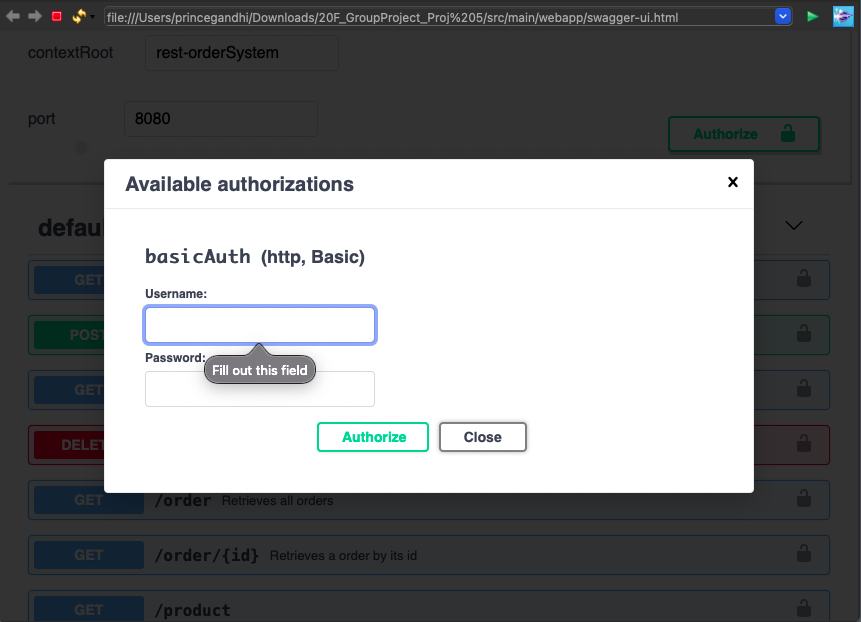 file:///Users/princegandhi/Downloads/20F_GroupProject_Proj%205/src/main/webapp/swagger-ui.html
contextRoot rest-orderSystem
port 8080
Authorize
Available authorizations x
defau
basicAuth (http, Basic)
GET
Username:
POST
Password:
Fill out this field
GET
Authorize Close
DELET
GET /order Retrieves all orders
GET /order/{id} Retrieves a order by its id
GET /product